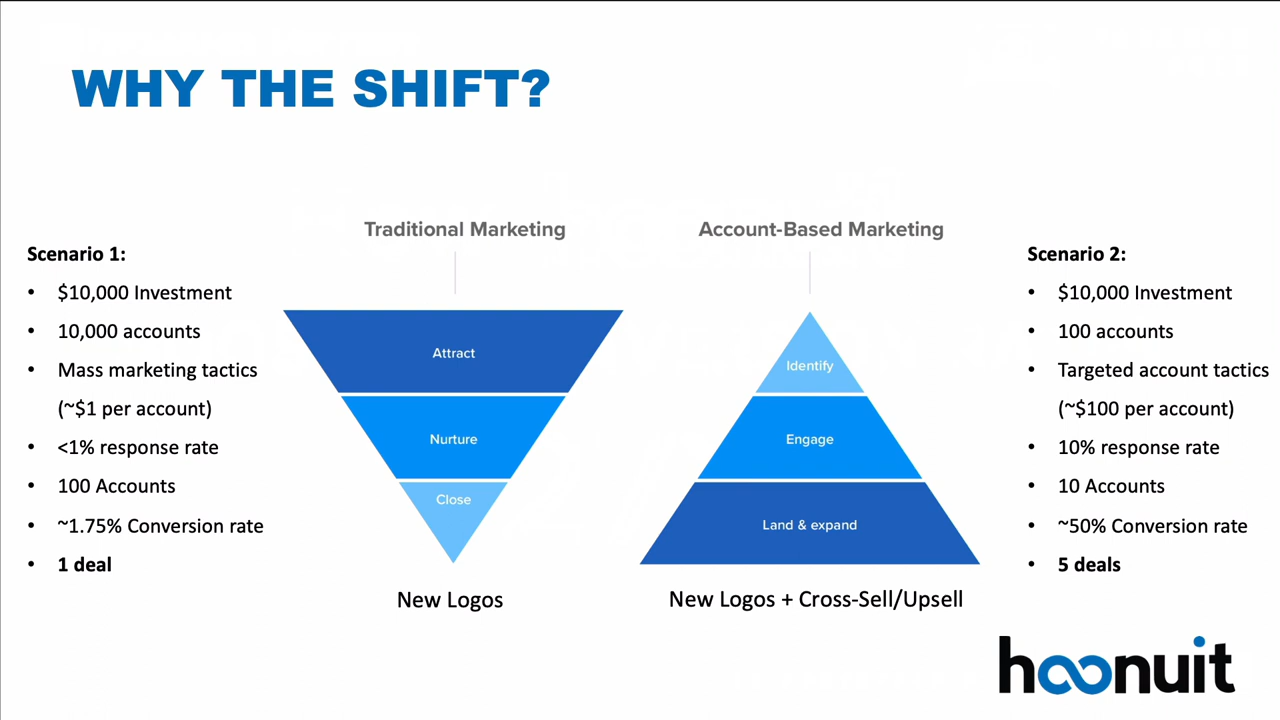 WHY THE SHIFT?
Traditional Marketing
Account-Based Marketing
Scenario 1:
• $10,000 Investment
• 10,000 accounts
• Mass marketing tactics
(~$1 per account)
• <1% response rate
• 100 Accounts
• ~1.75% Conversion rate
• 1 deal
Attract
Nurture
Close
New Logos
Identify
Engage
Land & expand
New Logos + Cross-Sell/Upsell
Scenario 2:
• $10,000 Investment
• 100 accounts
• Targeted account tactics
(~$100 per account)
• 10% response rate
• 10 Accounts
• ~50% Conversion rate
• 5 deals
hoonuit